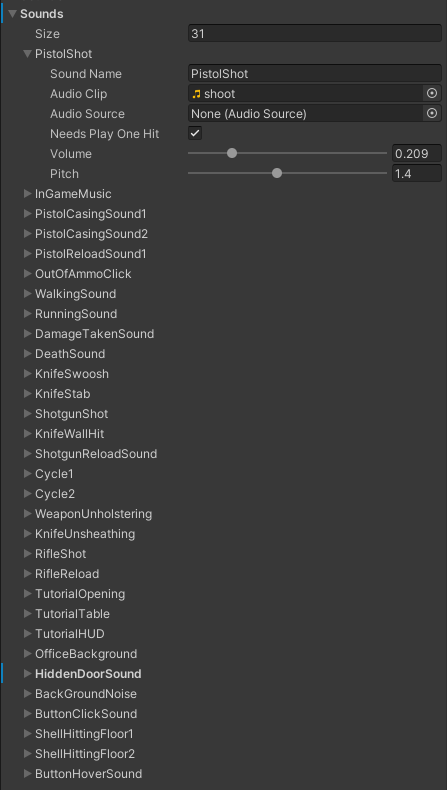 Sounds
Size 31
PistolShot
Sound Name PistolShot
Audio Clip shoot
Audio Source None (Audio Source)
Needs Play One Hit
Volume 0.209
Pitch 1.4
InGameMusic
PistolCasingSound1
PistolCasingSound2
PistolReloadSound1
OutOfAmmoClick
WalkingSound
RunningSound
DamageTakenSound
DeathSound
KnifeSwoosh
KnifeStab
ShotgunShot
KnifeWallHit
ShotgunReloadSound
Cycle1
Cycle2
WeaponUnholstering
KnifeUnsheathing
RifleShot
RifleReload
TutorialOpening
TutorialTable
TutorialHUD
OfficeBackground
HiddenDoorSound
BackGroundNoise
ButtonClickSound
ShellHittingFloor1
ShellHittingFloor2
ButtonHoverSound